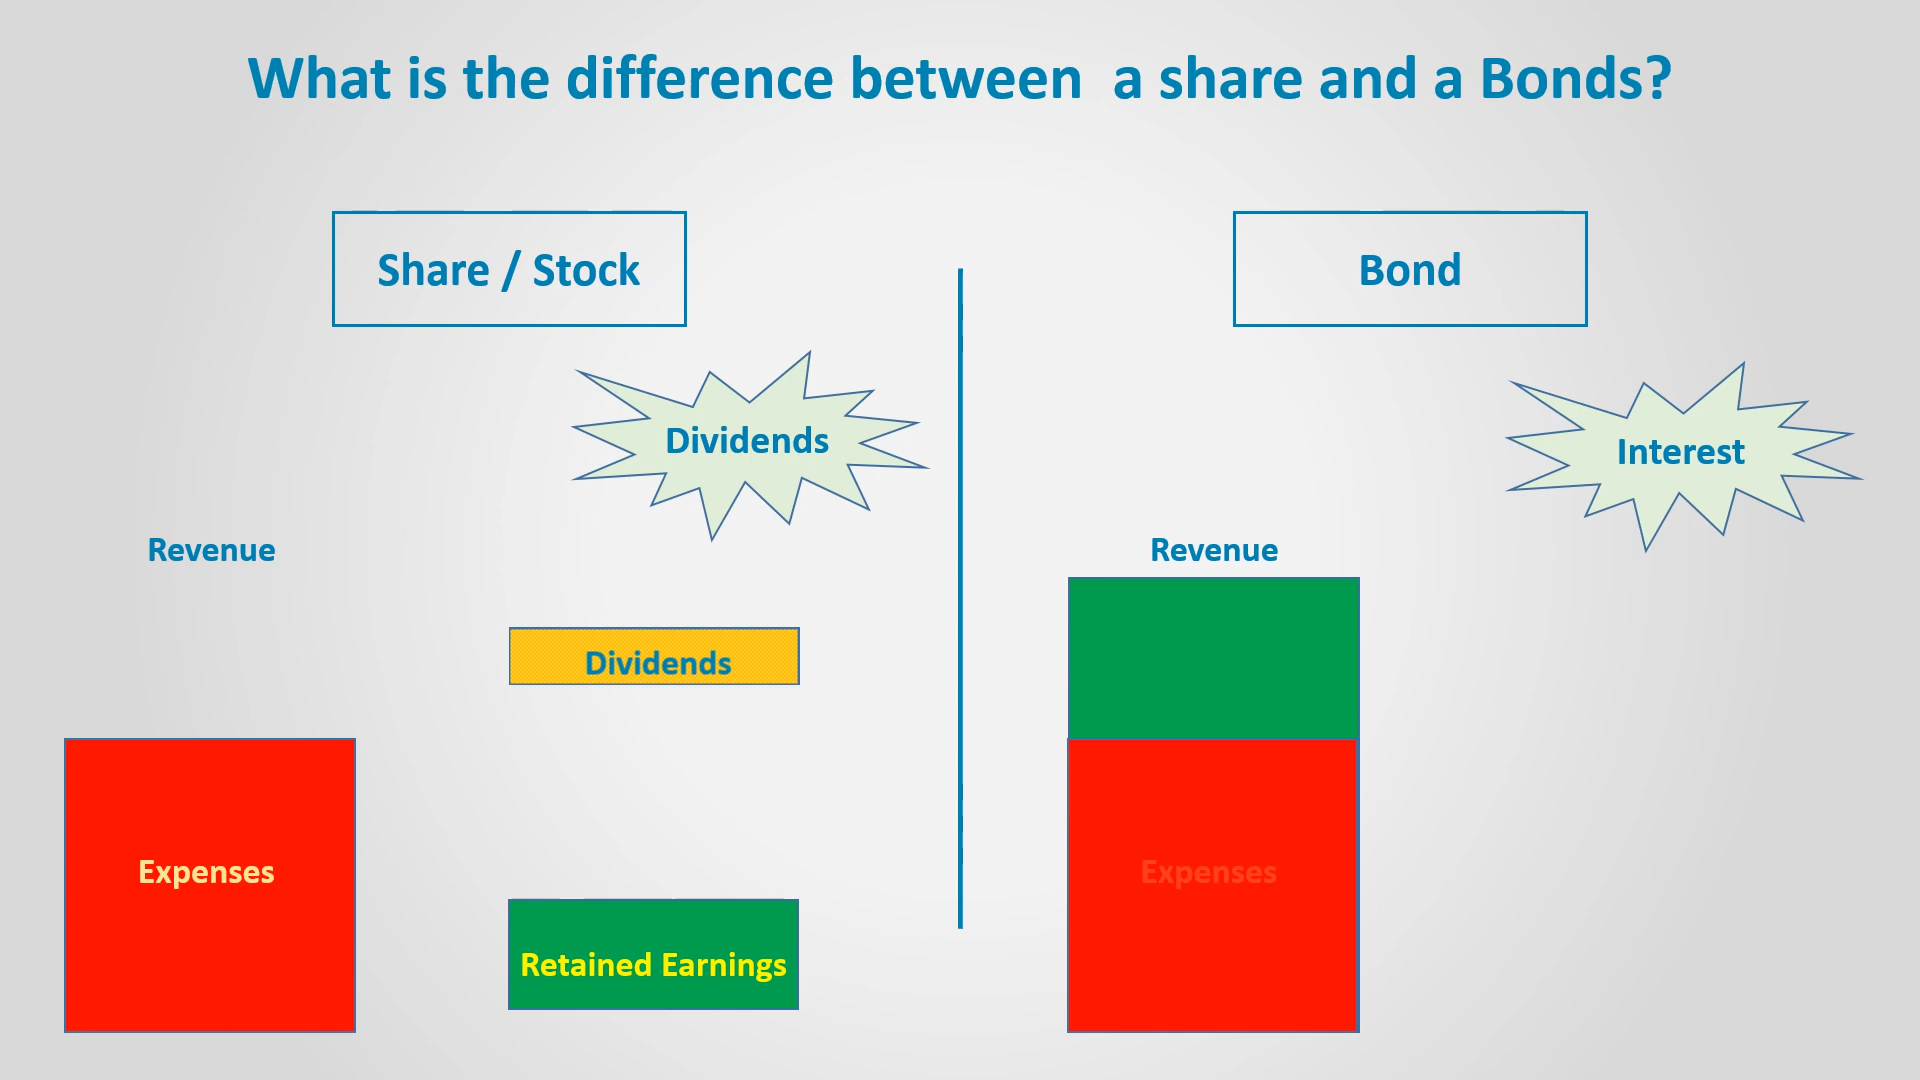 What is the difference between  a share and a Bonds?
Share / Stock
Bond
Dividends
Interest
Revenue
Revenue
Dividends
Expenses
Expenses
Retained Earnings